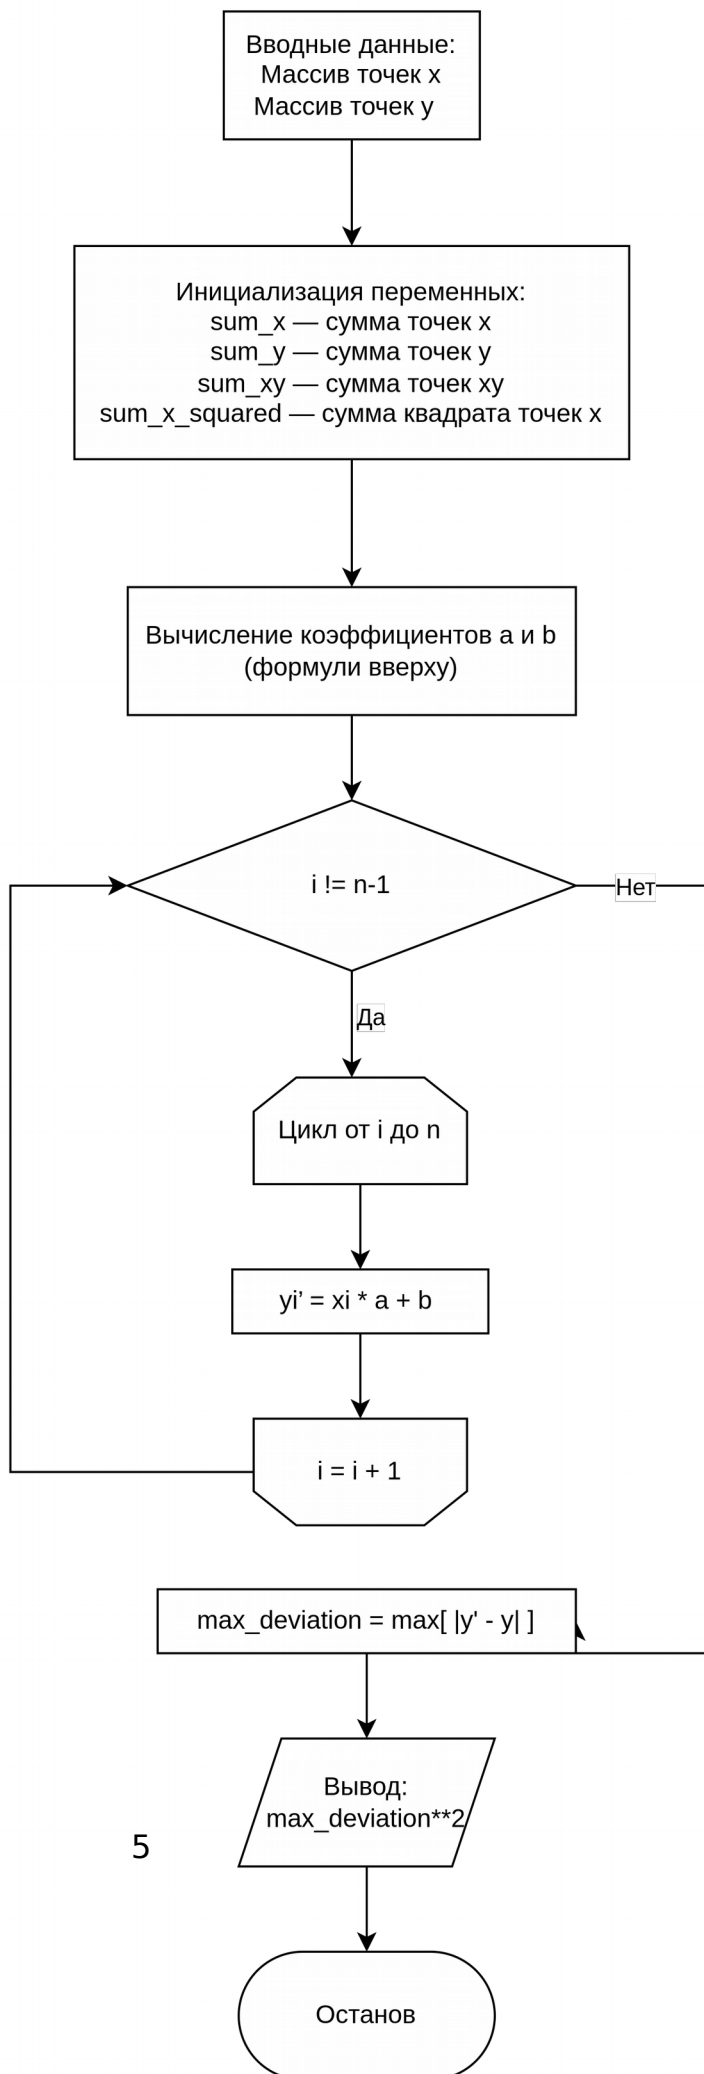 Вводные данные:
Массив точек x
Массив точек y
Инициализация переменных:
sum_x — сумма точек x
sum_y — сумма точек y
sum_xy — сумма точек xy
sum_x_squared — сумма квадрата точек x
Вычисление коэффициентов a и b
(формули вверху)
i != n-1
Нет
Да
Цикл от i до n
yi’ = xi * a + b
i = i + 1
max_deviation = max[ |y' - y| ]
Вывод:
max_deviation**2
5
Останов